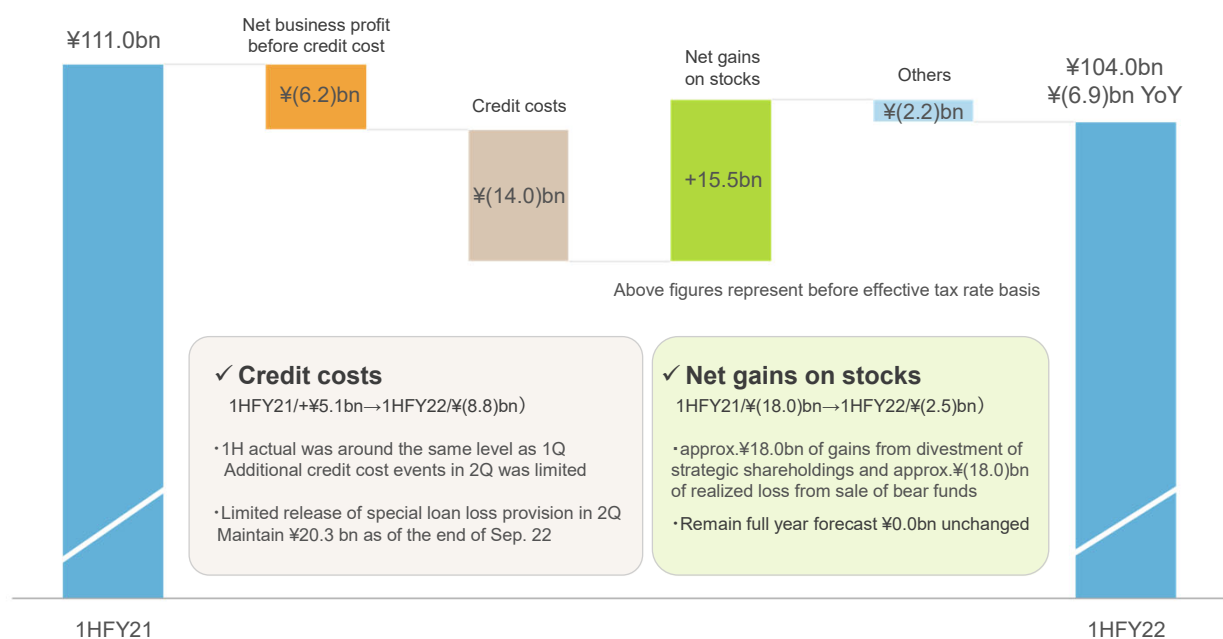 ¥111.0bn
Net business profit
before credit cost
¥(6.2)bn
Credit costs
¥(14.0)bn
Net gains
on stocks
+15.5bn
Others
¥(2.2)bn
¥104.0bn
¥(6.9)bn YoY
Above figures represent before effective tax rate basis
✓ Credit costs
1HFY21/+¥5.1bn→1HFY22/¥(8.8)bn）
・1H actual was around the same level as 1Q
Additional credit cost events in 2Q was limited
・Limited release of special loan loss provision in 2Q
Maintain ¥20.3 bn as of the end of Sep. 22
✓ Net gains on stocks
1HFY21/¥(18.0)bn→1HFY22/¥(2.5)bn）
・approx.¥18.0bn of gains from divestment of
strategic shareholdings and approx.¥(18.0)bn
of realized loss from sale of bear funds
・Remain full year forecast ¥0.0bn unchanged
1HFY21
1HFY22